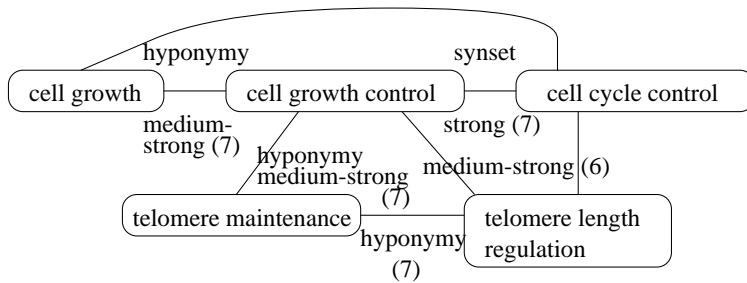 hyponymy
synset
cell growth
cell growth control
cell cycle control
medium-
strong (7)
strong (7)
hyponymy
medium-strong
(7)
medium-strong (6)
telomere maintenance
telomere length
regulation
hyponymy
(7)